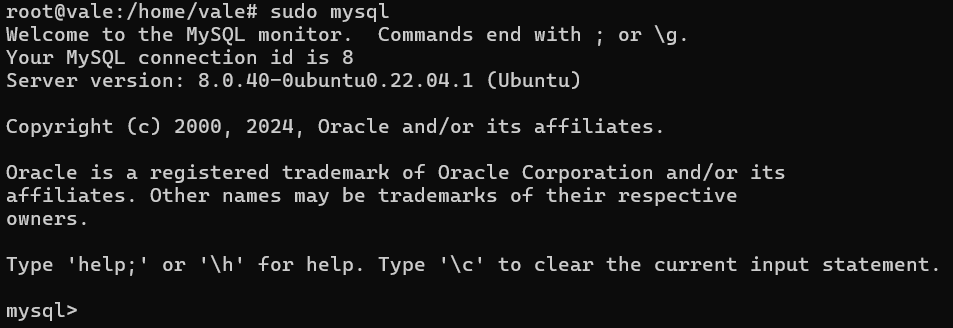 root@vale:/home/vale# sudo mysql
Welcome to the MySQL monitor.  Commands end with ; or \g.
Your MySQL connection id is 8
Server version: 8.0.40-0ubuntu0.22.04.1 (Ubuntu)

Copyright (c) 2000, 2024, Oracle and/or its affiliates.

Oracle is a registered trademark of Oracle Corporation and/or its
affiliates. Other names may be trademarks of their respective
owners.

Type 'help;' or '\h' for help. Type '\c' to clear the current input statement.

mysql>